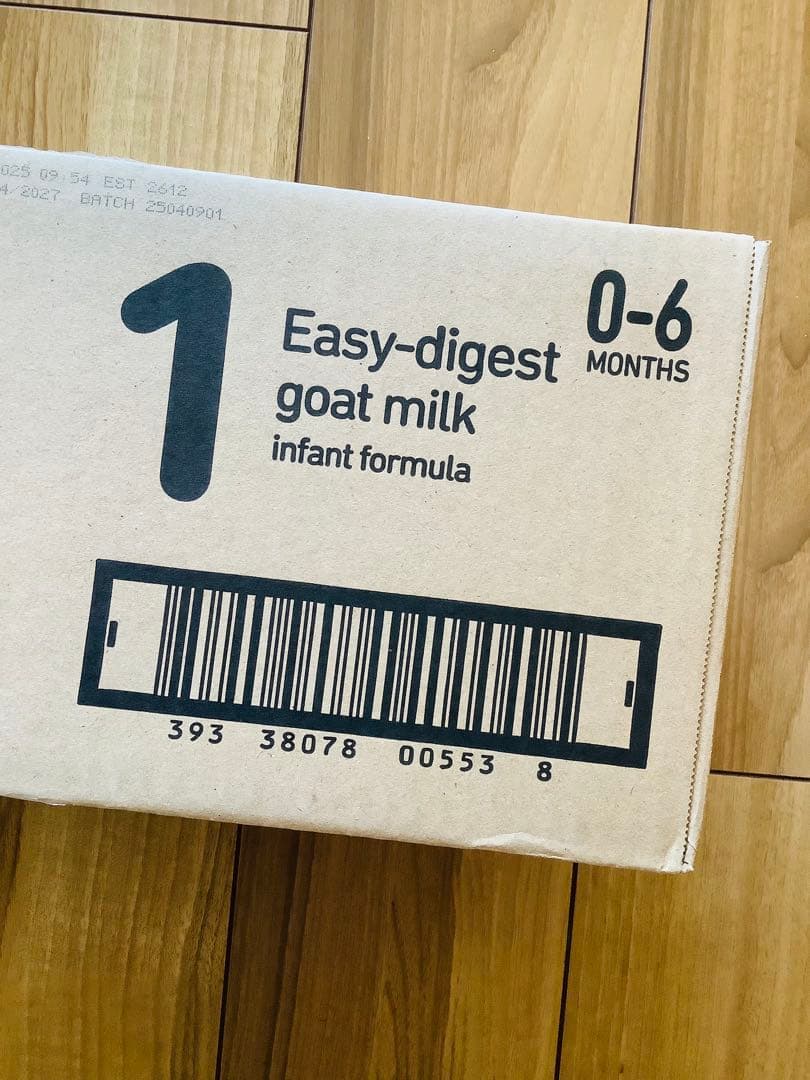 025 09:54 EST 2612
4/2027 BATCH 25040901
1
Easy-digest
goat milk
infant formula
0-6
MONTHS
393 38078 00553 8